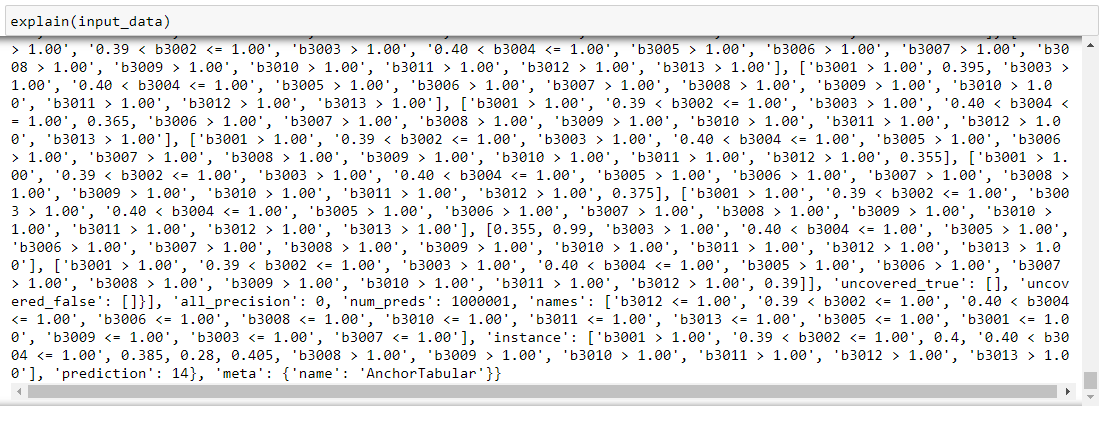 explain(input_data)
> 1.00', '0.39 < b3002 <= 1.00', 'b3003 > 1.00', '0.40 < b3004 <= 1.00', 'b3005 > 1.00', 'b3006 > 1.00', 'b3007 > 1.00', 'b30
08 > 1.00', 'b3009 > 1.00', 'b3010 > 1.00', 'b3011 > 1.00', 'b3012 > 1.00', 'b3013 > 1.00'], ['b3001 > 1.00', 0.395, 'b3003 >
1.00', '0.40 < b3004 <= 1.00', 'b3005 > 1.00', 'b3006 > 1.00', 'b3007 > 1.00', 'b3008 > 1.00', 'b3009 > 1.00', 'b3010 > 1.0
0', 'b3011 > 1.00', 'b3012 > 1.00', 'b3013 > 1.00'], ['b3001 > 1.00', '0.39 < b3002 <= 1.00', 'b3003 > 1.00', '0.40 < b3004 <
= 1.00', 0.365, 'b3006 > 1.00', 'b3007 > 1.00', 'b3008 > 1.00', 'b3009 > 1.00', 'b3010 > 1.00', 'b3011 > 1.00', 'b3012 > 1.0
0', 'b3013 > 1.00'], ['b3001 > 1.00', '0.39 < b3002 <= 1.00', 'b3003 > 1.00', '0.40 < b3004 <= 1.00', 'b3005 > 1.00', 'b3006
> 1.00', 'b3007 > 1.00', 'b3008 > 1.00', 'b3009 > 1.00', 'b3010 > 1.00', 'b3011 > 1.00', 'b3012 > 1.00', 0.355], ['b3001 > 1.
00', '0.39 < b3002 <= 1.00', 'b3003 > 1.00', '0.40 < b3004 <= 1.00', 'b3005 > 1.00', 'b3006 > 1.00', 'b3007 > 1.00', 'b3008 >
1.00', 'b3009 > 1.00', 'b3010 > 1.00', 'b3011 > 1.00', 'b3012 > 1.00', 0.375], ['b3001 > 1.00', '0.39 < b3002 <= 1.00', 'b300
3 > 1.00', '0.40 < b3004 <= 1.00', 'b3005 > 1.00', 'b3006 > 1.00', 'b3007 > 1.00', 'b3008 > 1.00', 'b3009 > 1.00', 'b3010 >
1.00', 'b3011 > 1.00', 'b3012 > 1.00', 'b3013 > 1.00'], [0.355, 0.99, 'b3003 > 1.00', '0.40 < b3004 <= 1.00', 'b3005 > 1.00',
'b3006 > 1.00', 'b3007 > 1.00', 'b3008 > 1.00', 'b3009 > 1.00', 'b3010 > 1.00', 'b3011 > 1.00', 'b3012 > 1.00', 'b3013 > 1.0
0'], ['b3001 > 1.00', '0.39 < b3002 <= 1.00', 'b3003 > 1.00', '0.40 < b3004 <= 1.00', 'b3005 > 1.00', 'b3006 > 1.00', 'b3007
> 1.00', 'b3008 > 1.00', 'b3009 > 1.00', 'b3010 > 1.00', 'b3011 > 1.00', 'b3012 > 1.00', 0.39]], 'uncovered_true': [], 'uncov
ered_false': []}], 'all_precision': 0, 'num_preds': 1000001, 'names': ['b3012 <= 1.00', '0.39 < b3002 <= 1.00', '0.40 < b3004
<= 1.00', 'b3006 <= 1.00', 'b3008 <= 1.00', 'b3010 <= 1.00', 'b3011 <= 1.00', 'b3013 <= 1.00', 'b3005 <= 1.00', 'b3001 <= 1.0
0', 'b3009 <= 1.00', 'b3003 <= 1.00', 'b3007 <= 1.00'], 'instance': ['b3001 > 1.00', '0.39 < b3002 <= 1.00', 0.4, '0.40 < b30
04 <= 1.00', 0.385, 0.28, 0.405, 'b3008 > 1.00', 'b3009 > 1.00', 'b3010 > 1.00', 'b3011 > 1.00', 'b3012 > 1.00', 'b3013 > 1.0
0'], 'prediction': 14}, 'meta': {'name': 'AnchorTabular'}}